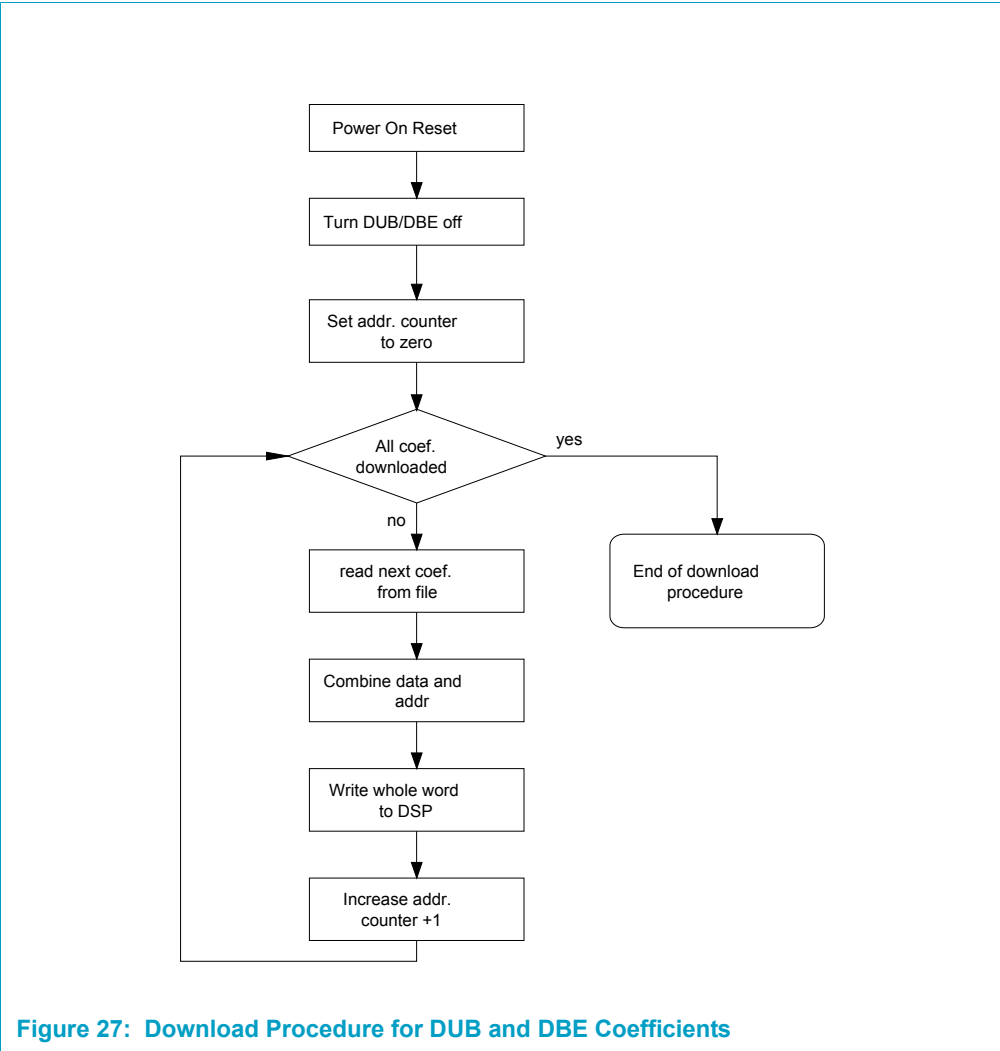 Power On Reset
Turn DUB/DBE off
Set addr. counter
to zero
All coef.
downloaded
yes
no
read next coef.
from file
End of download
procedure
Combine data and
addr
Write whole word
to DSP
Increase addr.
counter +1
Figure 27: Download Procedure for DUB and DBE Coefficients